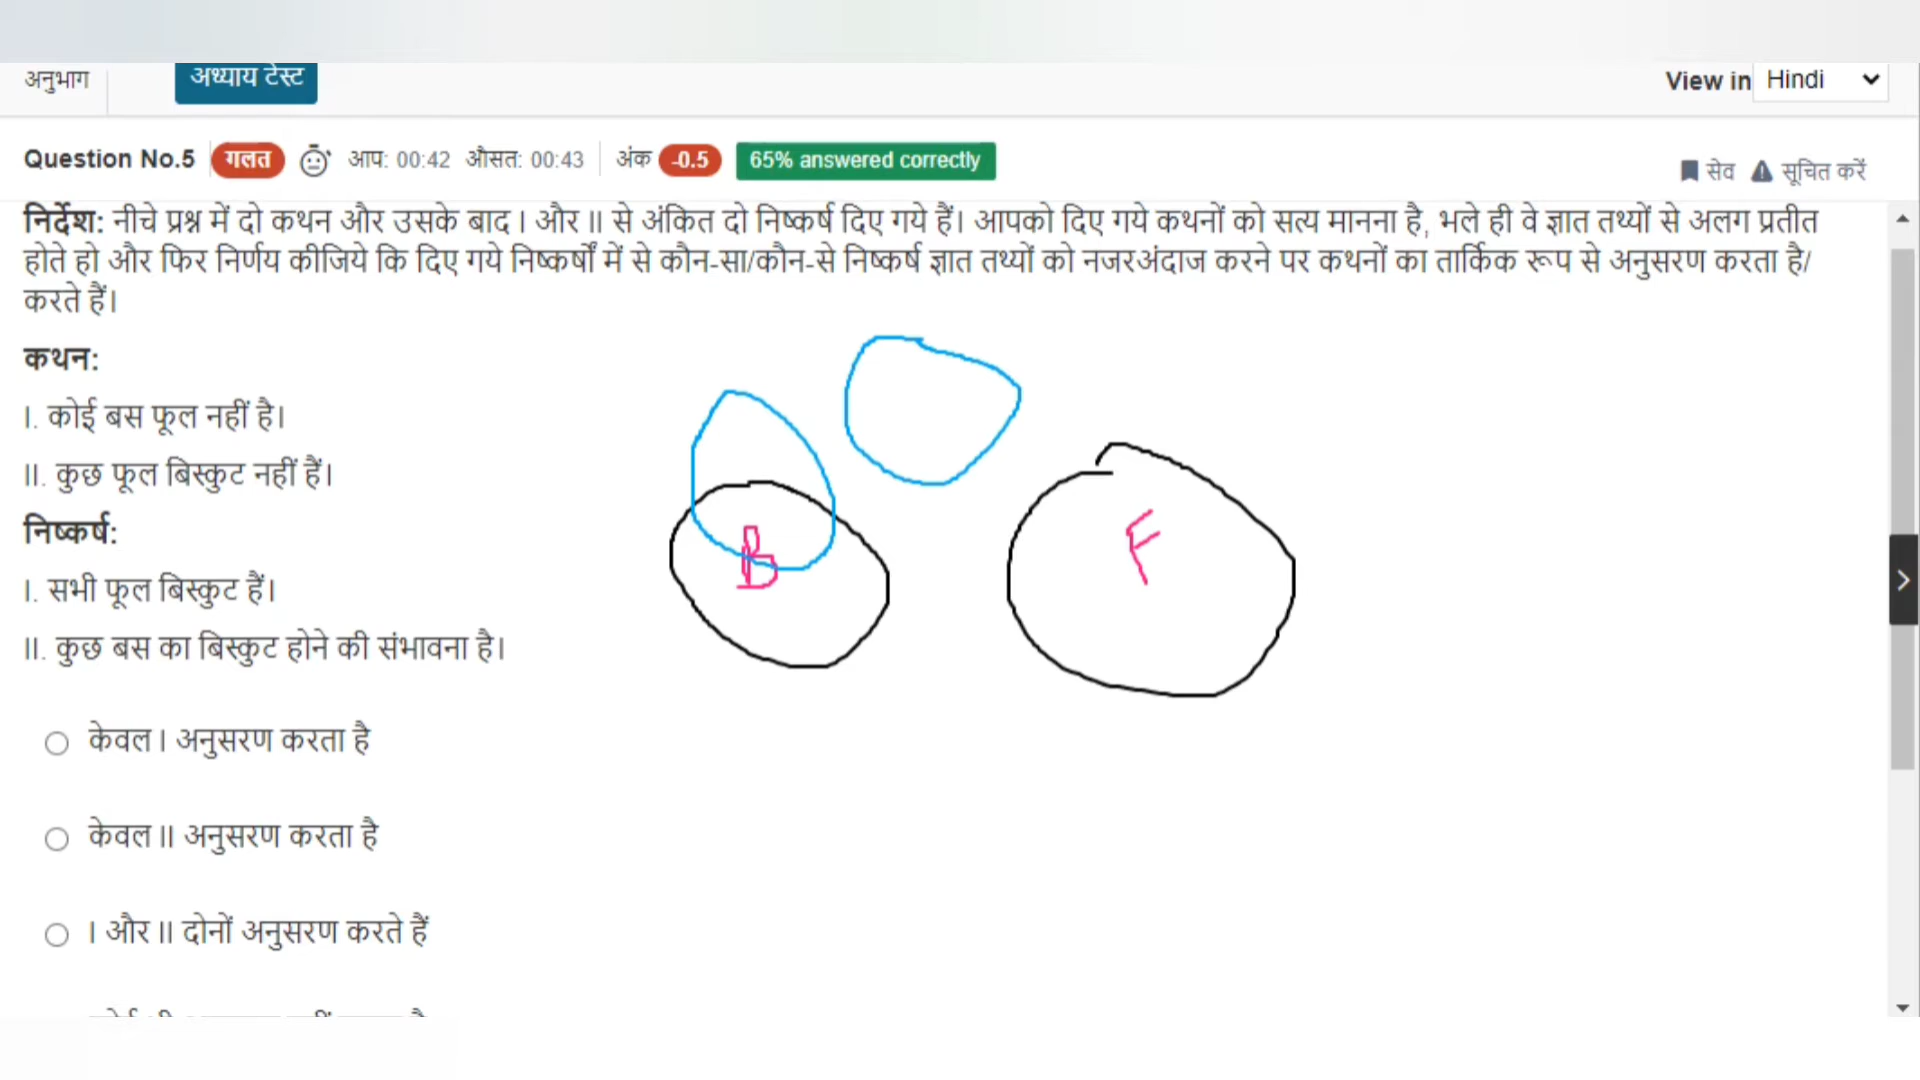 अनुभाग
अध्याय टेस्ट
View in Hindi
Question No.5 गलत आप: 00:42 औसत: 00:43 अंक -0.5 65% answered correctly
सेव सूचित करें
निर्देश: नीचे प्रश्न में दो कथन और उसके बाद I और II से अंकित दो निष्कर्ष दिए गये हैं। आपको दिए गये कथनों को सत्य मानना है, भले ही वे ज्ञात तथ्यों से अलग प्रतीत
होते हो और फिर निर्णय कीजिये कि दिए गये निष्कर्षों में से कौन-सा/कौन-से निष्कर्ष ज्ञात तथ्यों को नजरअंदाज करने पर कथनों का तार्किक रूप से अनुसरण करता है/
करते हैं।
कथन:
I. कोई बस फूल नहीं है।
II. कुछ फूल बिस्कुट नहीं हैं।
निष्कर्ष:
I. सभी फूल बिस्कुट हैं।
II. कुछ बस का बिस्कुट होने की संभावना है।
B
F
केवल I अनुसरण करता है
केवल II अनुसरण करता है
I और II दोनों अनुसरण करते हैं